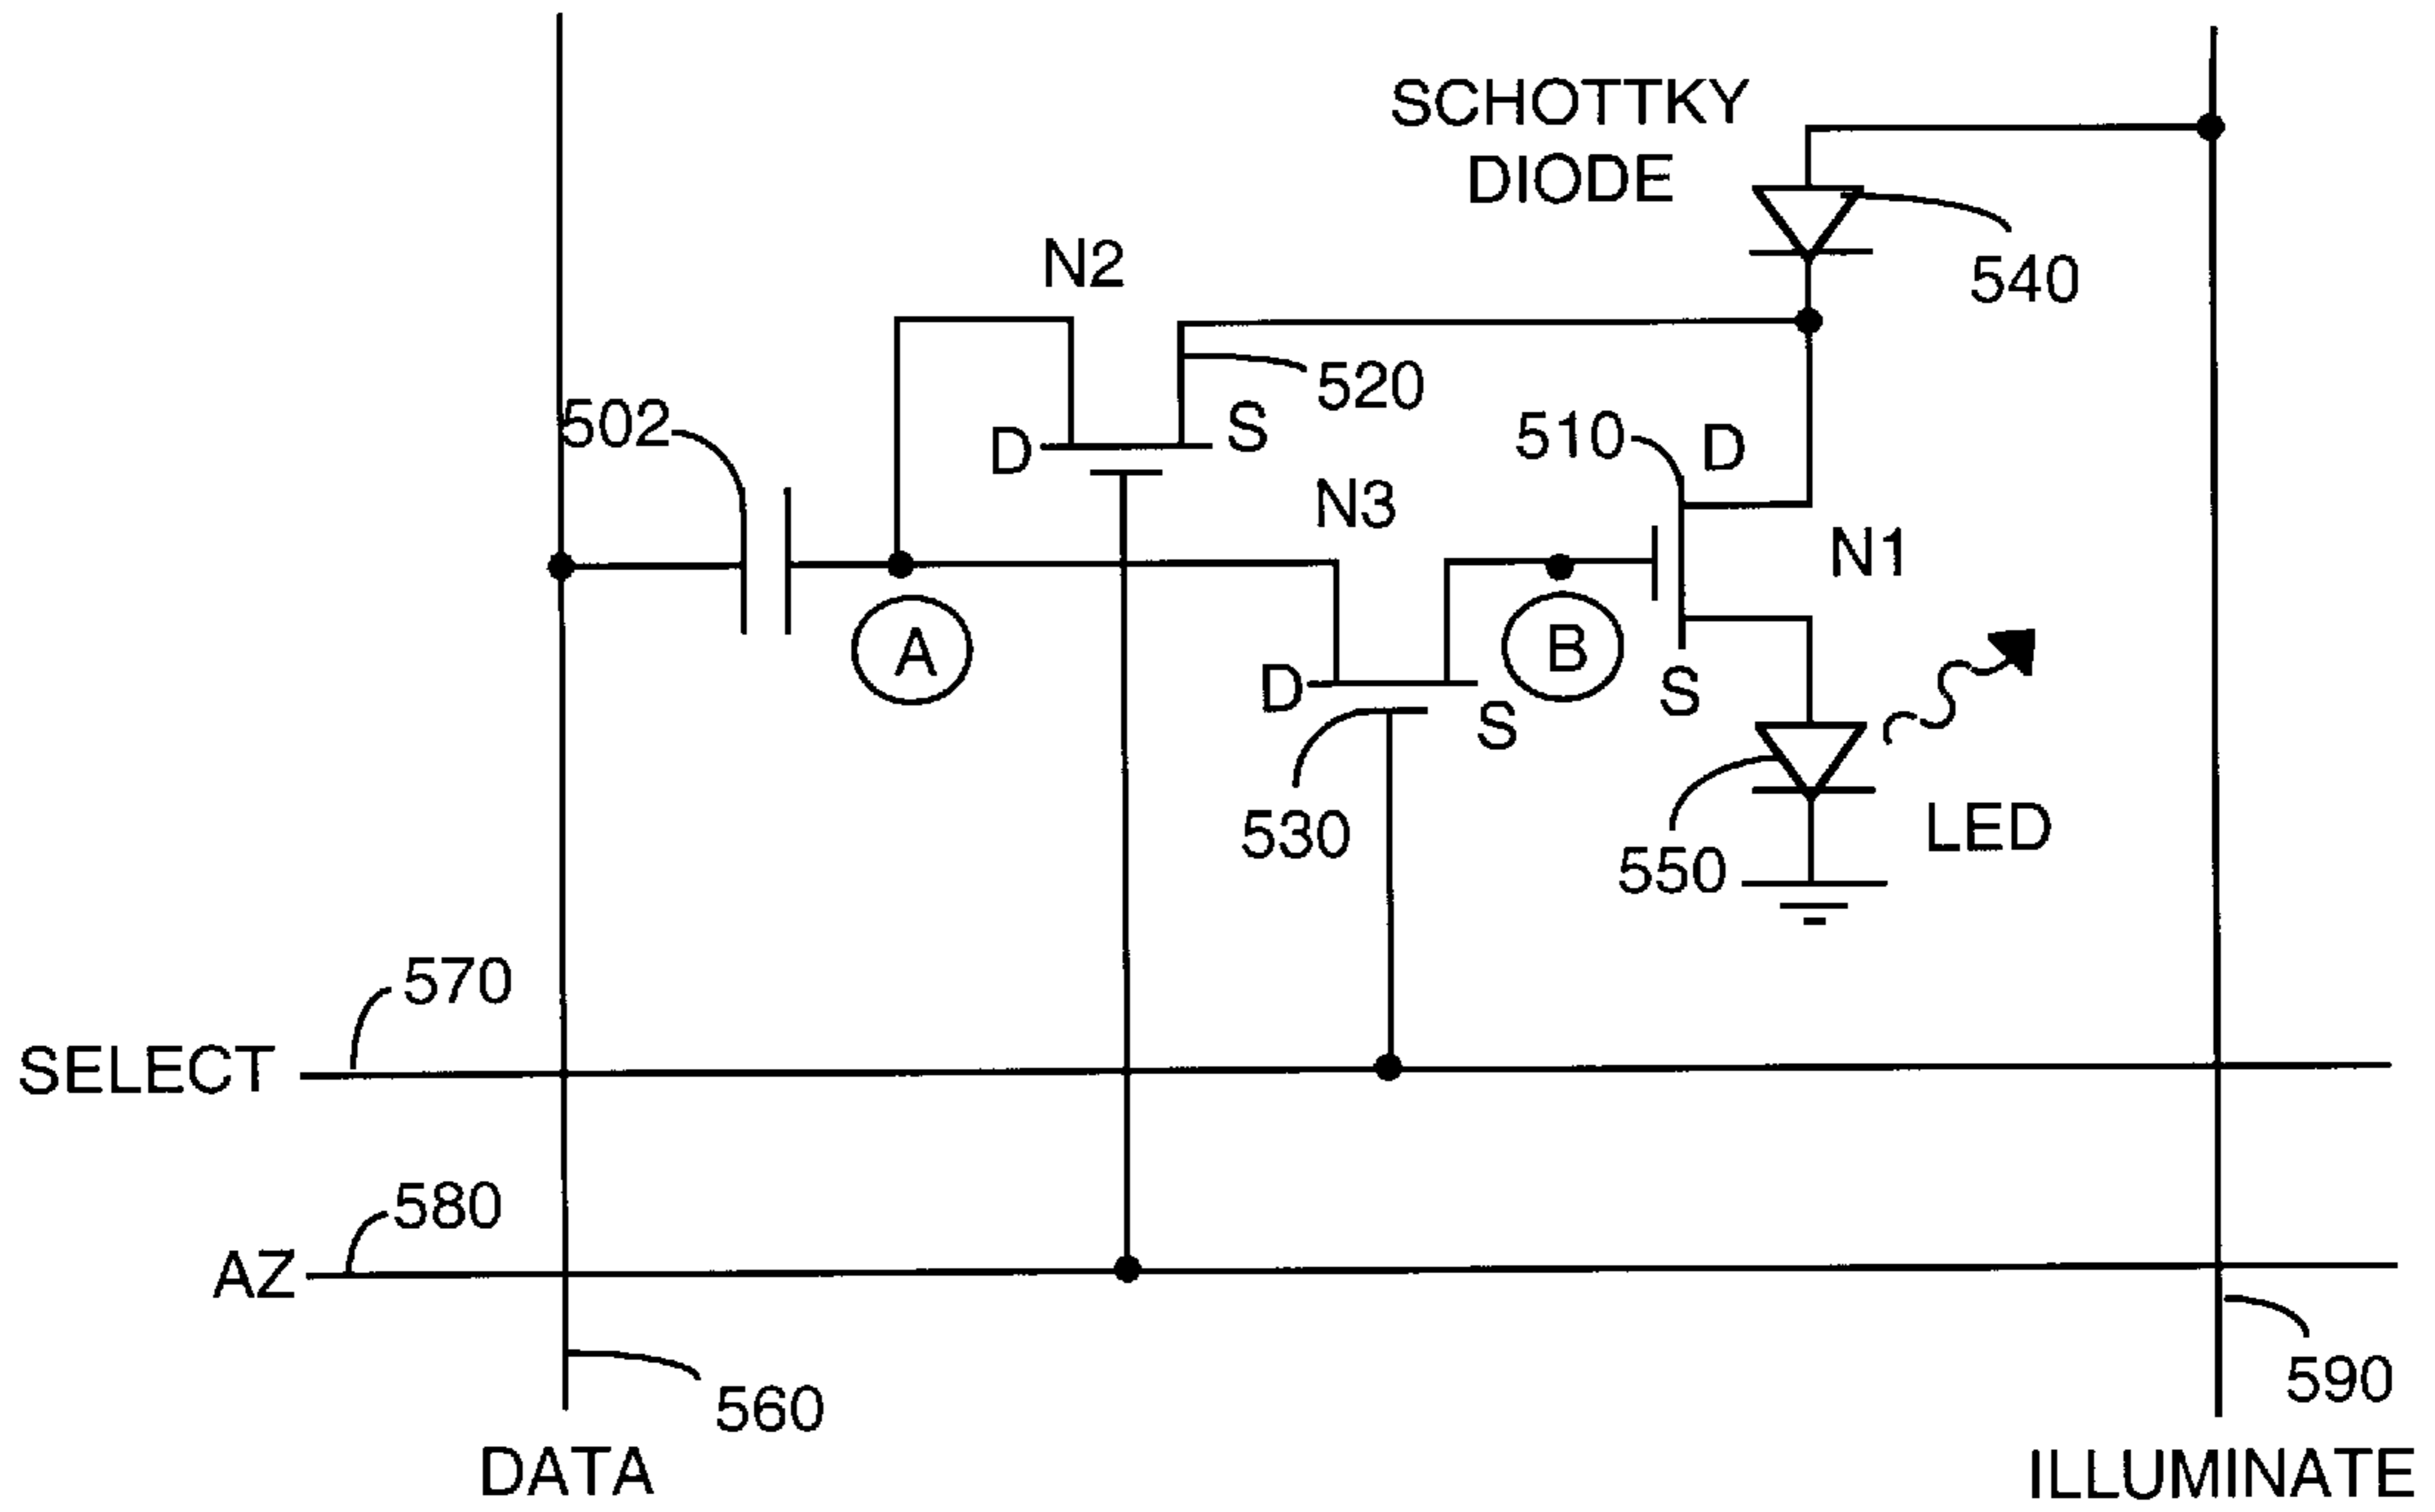 SCHOTTKY
DIODE
540
N2
520
502
D
S
510
D
N3
N1
A
B
D
S
S
530
550
LED
570
SELECT
580
AZ
560
590
DATA
ILLUMINATE